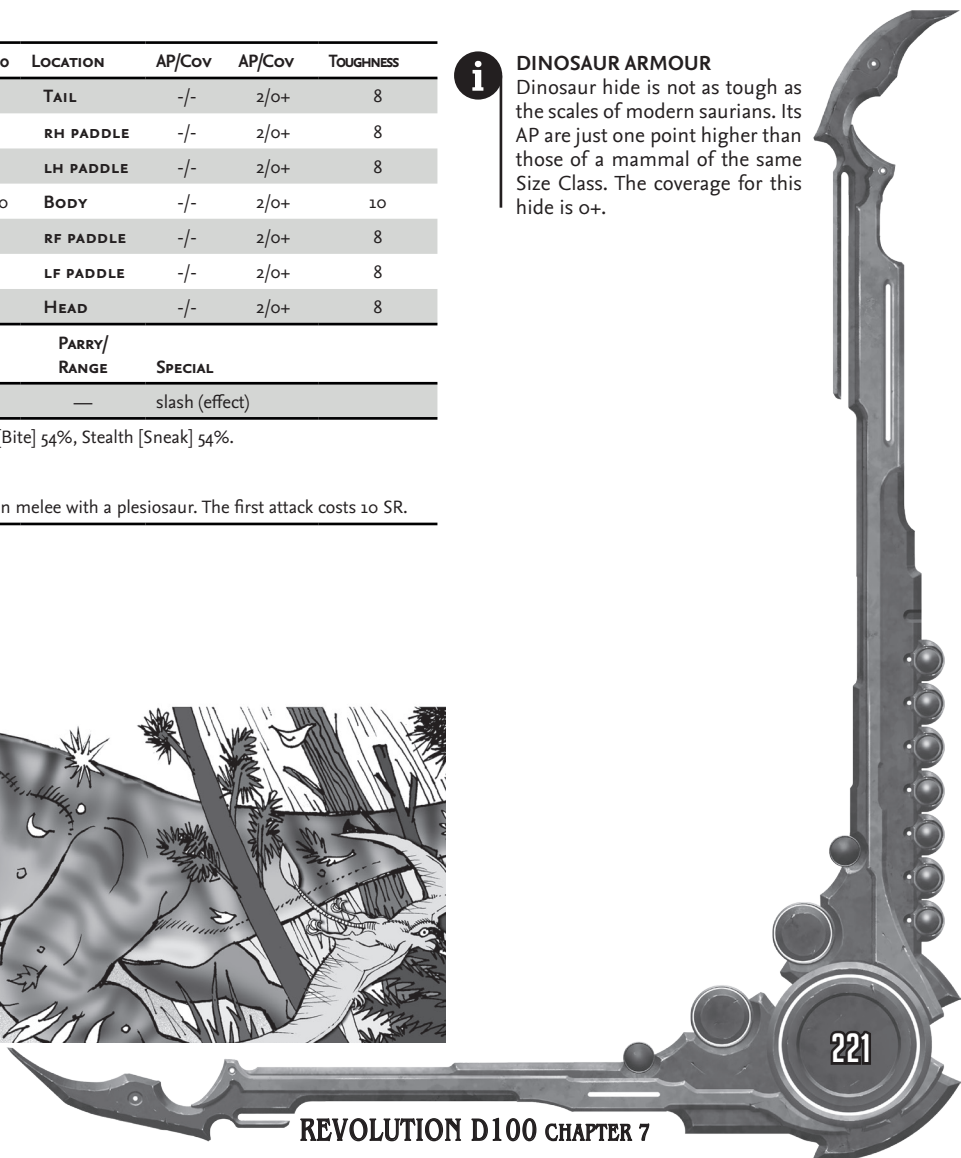 0 LOCATION AP/COV AP/COV TOUGHNESS
TAIL -/- 2/0+ 8
RH PADDLE -/- 2/0+ 8
LH PADDLE -/- 2/0+ 8
0 BODY -/- 2/0+ 10
RF PADDLE -/- 2/0+ 8
LF PADDLE -/- 2/0+ 8
HEAD -/- 2/0+ 8
PARRY/
RANGE SPECIAL
— slash (effect)
[Bite] 54%, Stealth [Sneak] 54%.
n melee with a plesiosaur. The first attack costs 10 SR.
i
DINOSAUR ARMOUR
Dinosaur hide is not as tough as
the scales of modern saurians. Its
AP are just one point higher than
those of a mammal of the same
Size Class. The coverage for this
hide is 0+.
221
REVOLUTION D100 CHAPTER 7